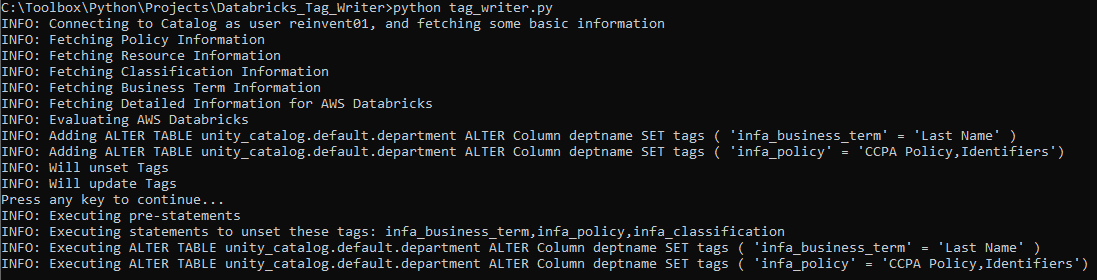 C:\Toolbox\Python\Projects\Databricks_Tag_Writer>python tag_writer.py
INFO: Connecting to Catalog as user reinvent01, and fetching some basic information
INFO: Fetching Policy Information
INFO: Fetching Resource Information
INFO: Fetching Classification Information
INFO: Fetching Business Term Information
INFO: Fetching Detailed Information for AWS Databricks
INFO: Evaluating AWS Databricks
INFO: Adding ALTER TABLE unity_catalog.default.department ALTER Column deptname SET tags ( 'infa_business_term' = 'Last Name' )
INFO: Adding ALTER TABLE unity_catalog.default.department ALTER Column deptname SET tags ( 'infa_policy' = 'CCPA Policy,Identifiers')
INFO: Will unset Tags
INFO: Will update Tags
Press any key to continue...
INFO: Executing pre-statements
INFO: Executing statements to unset these tags: infa_business_term,infa_policy,infa_classification
INFO: Executing ALTER TABLE unity_catalog.default.department ALTER Column deptname SET tags ( 'infa_business_term' = 'Last Name' )
INFO: Executing ALTER TABLE unity_catalog.default.department ALTER Column deptname SET tags ( 'infa_policy' = 'CCPA Policy,Identifiers')